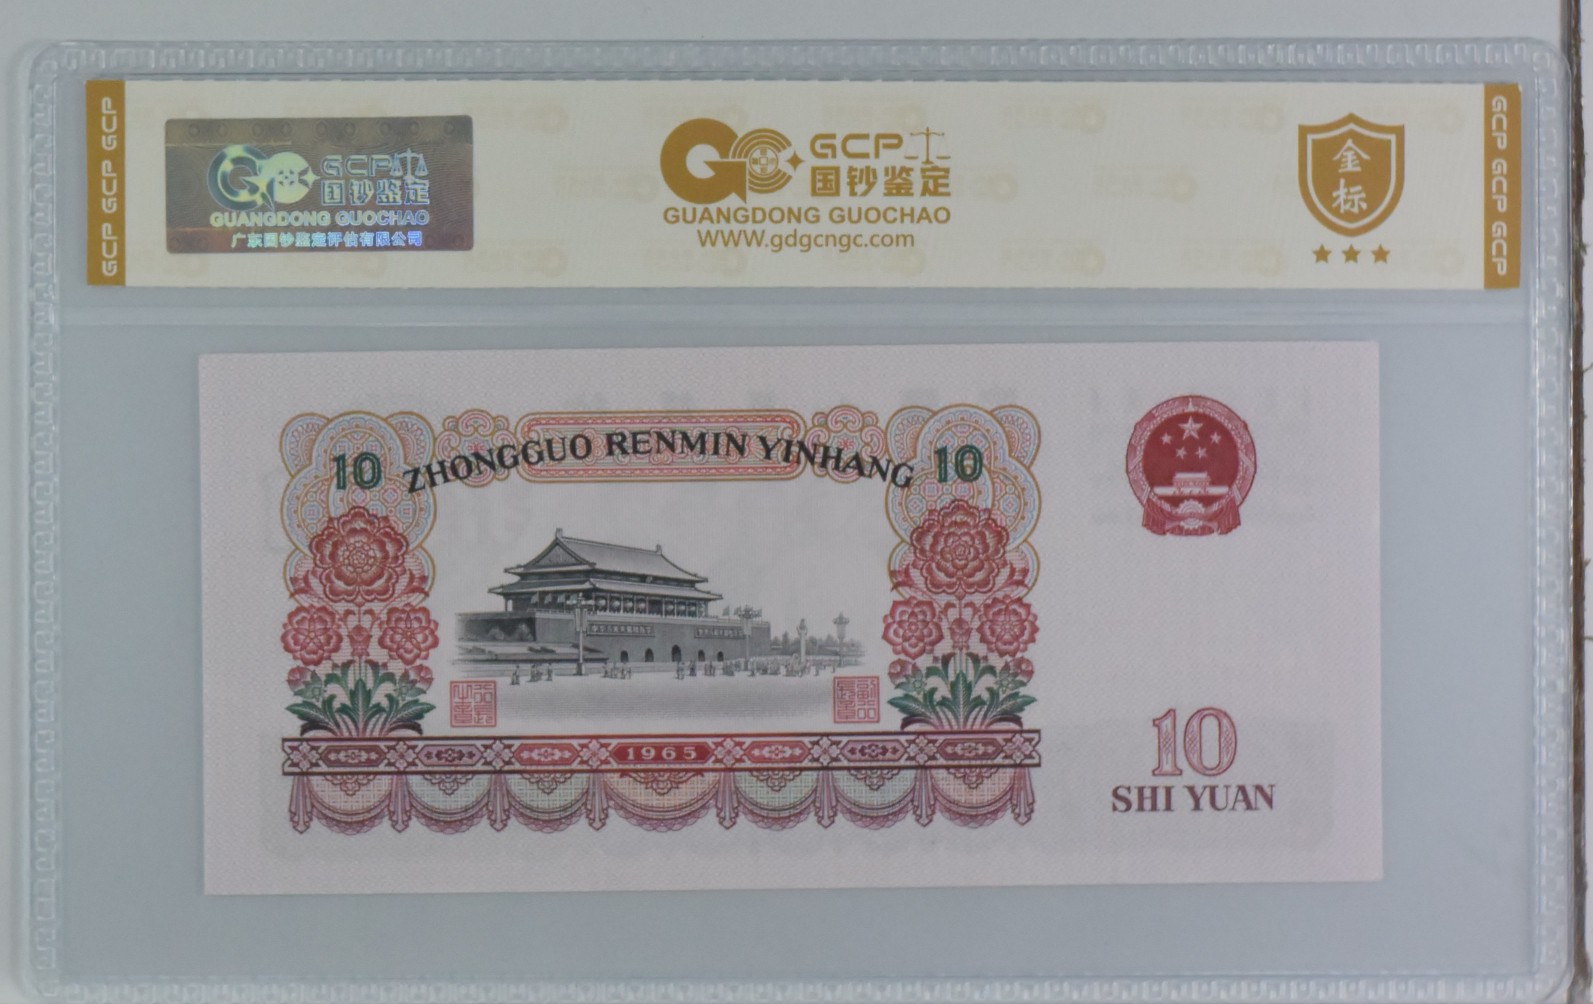 GCP GCP GCP
GCP
国钞鉴定
GUANGDONG GUOCHAO
广东国钞鉴定评估有限公司
GCP
国钞鉴定
GUANGDONG GUOCHAO
WWW.gdgcngc.com
金
标
GCP GCP GCP
10 ZHONGGUO RENMIN YINHANG 10
1965
10
SHI YUAN